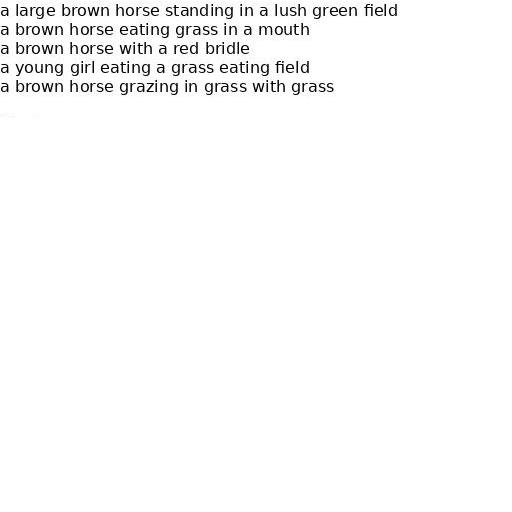 a large brown horse standing in a lush green field
a brown horse eating grass in a mouth
a brown horse with a red bridle
a young girl eating a grass eating field
a brown horse grazing in grass with grass